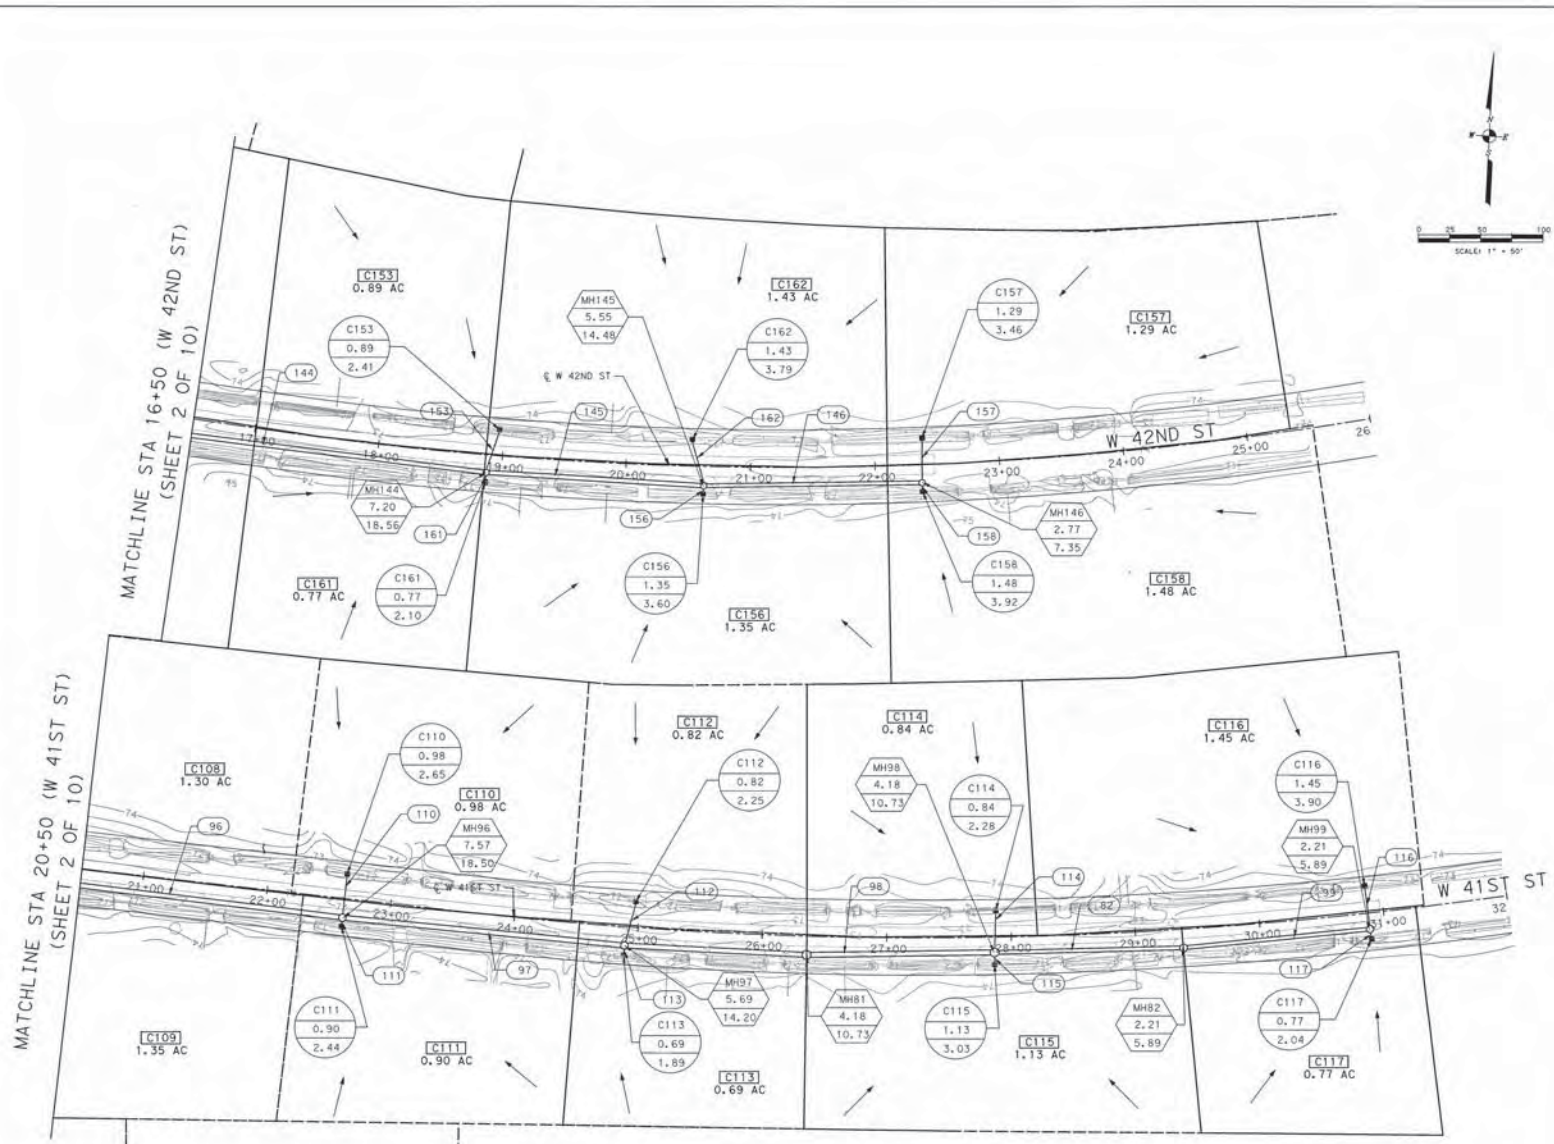 N
W
E
S
0 25 50 100
SCALE: 1" = 50'
MATCHLINE STA 16+50 (W 42ND ST)
(SHEET 2 OF 10)
C153
0.89 AC
C162
1.43 AC
C157
1.29 AC
MH145
5.55
14.48
C157
1.29
3.46
C153
0.89
2.41
C162
1.43
3.79
℄ W 42ND ST
144
153
145
162
146
157
W 42ND ST
17+00
18+00
19+00
20+00
21+00
22+00
23+00
24+00
25+00
26
MH144
7.20
18.56
161
156
158
MH146
2.77
7.35
C161
0.77 AC
C161
0.77
2.10
C156
1.35
3.60
C156
1.35 AC
C158
1.48
3.92
C158
1.48 AC
MATCHLINE STA 20+50 (W 41ST ST)
(SHEET 2 OF 10)
C108
1.30 AC
C110
0.98
2.65
C110
0.98 AC
C112
0.82 AC
C112
0.82
2.25
C114
0.84 AC
MH98
4.18
10.73
C114
0.84
2.28
C116
1.45 AC
C116
1.45
3.90
MH99
2.21
5.89
96
110
MH96
7.57
18.50
℄ W 41ST ST
112
98
114
82
99
116
W 41ST ST
21+00
22+00
23+00
24+00
25+00
26+00
27+00
28+00
29+00
30+00
31+00
32
111
97
113
115
117
C109
1.35 AC
C111
0.90
2.44
C111
0.90 AC
C113
0.69
1.89
C113
0.69 AC
MH97
5.69
14.20
MH81
4.18
10.73
C115
1.13
3.03
C115
1.13 AC
MH82
2.21
5.89
C117
0.77
2.04
C117
0.77 AC